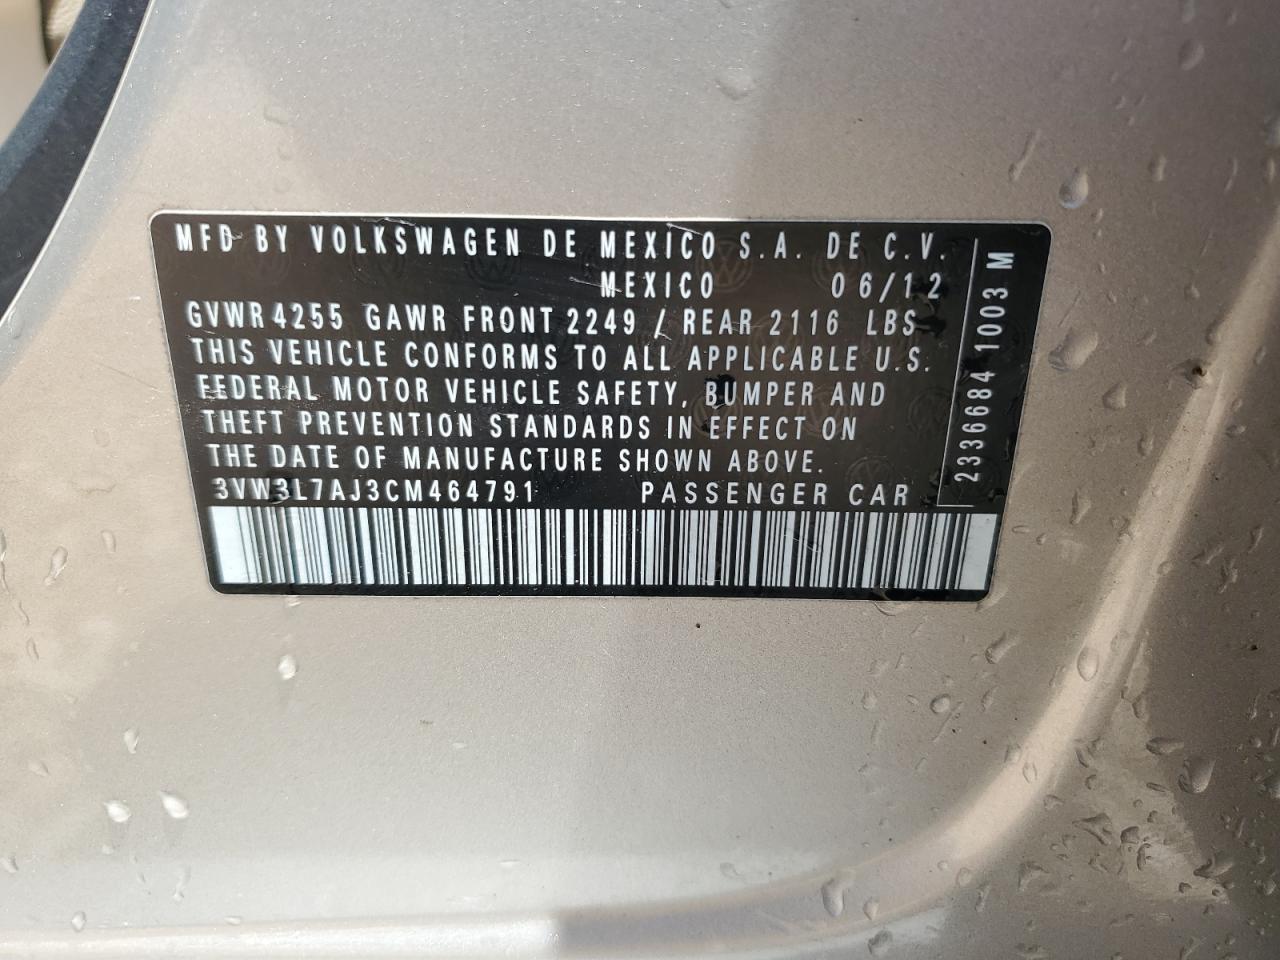 MFD BY VOLKSWAGEN DE MEXICO S.A. DE C.V.
MEXICO 06/12
GVWR 4255 GAWR FRONT 2249 / REAR 2116 LBS
THIS VEHICLE CONFORMS TO ALL APPLICABLE U.S.
FEDERAL MOTOR VEHICLE SAFETY, BUMPER AND
THEFT PREVENTION STANDARDS IN EFFECT ON
THE DATE OF MANUFACTURE SHOWN ABOVE.
3VW3L7AJ3CM464791 PASSENGER CAR
2336684 1003 M